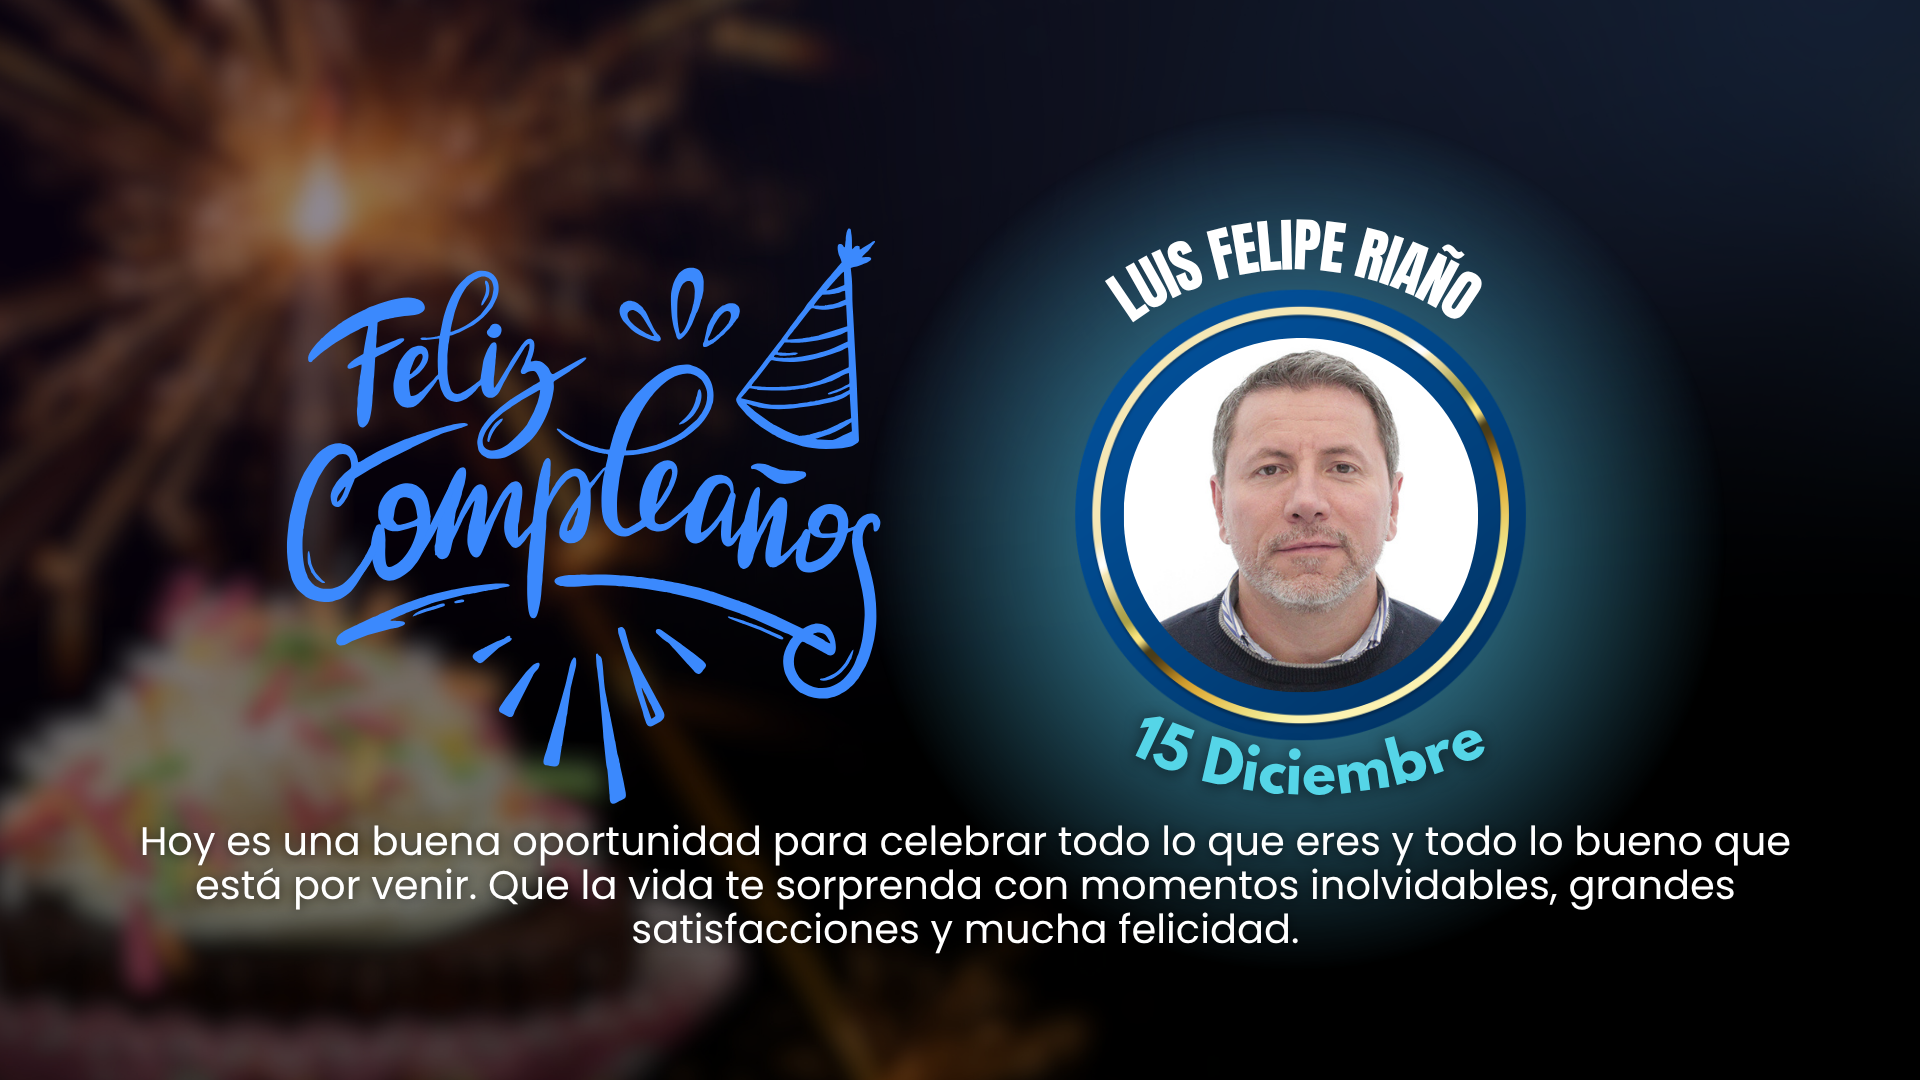 Feliz
Compleaños
LUIS FELIPE RIAÑO
15 Diciembre
Hoy es una buena oportunidad para celebrar todo lo que eres y todo lo bueno que
está por venir. Que la vida te sorprenda con momentos inolvidables, grandes
satisfacciones y mucha felicidad.